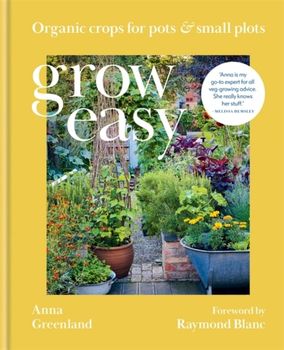 Organic crops for pots & small plots
grow
easy
"Anna is my
go-to expert for all
veg-growing advice.
She really knows
her stuff."
– MELISSA HEMSLEY
Anna
Greenland
Foreword by
Raymond Blanc